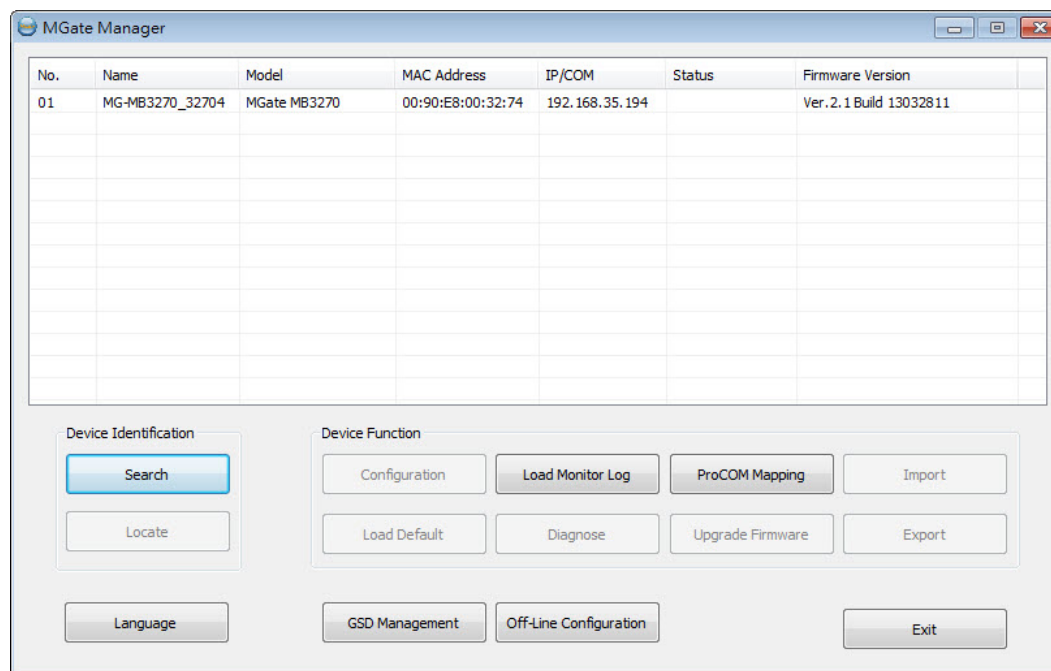 MGate Manager
No. Name Model MAC Address IP/COM Status Firmware Version
01 MG-MB3270_32704 MGate MB3270 00:90:E8:00:32:74 192.168.35.194 Ver.2.1 Build 13032811
Device Identification Device Function
Search Configuration Load Monitor Log ProCOM Mapping Import
Locate Load Default Diagnose Upgrade Firmware Export
Language GSD Management Off-Line Configuration Exit